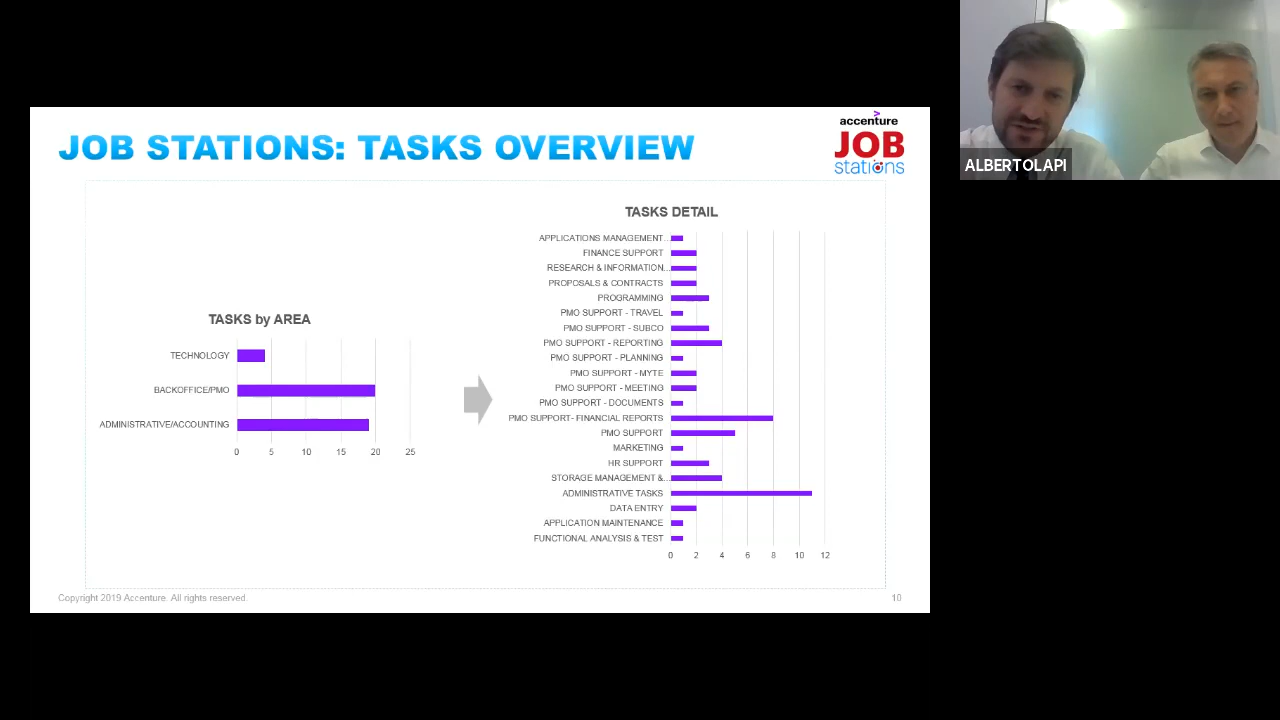 JOB STATIONS: TASKS OVERVIEW
accenture
JOB
stations
TASKS by AREA
TECHNOLOGY
BACKOFFICE/PMO
ADMINISTRATIVE/ACCOUNTING
0 5 10 15 20 25
TASKS DETAIL
APPLICATIONS MANAGEMENT...
FINANCE SUPPORT
RESEARCH & INFORMATION...
PROPOSALS & CONTRACTS
PROGRAMMING
PMO SUPPORT - TRAVEL
PMO SUPPORT - SUBCO
PMO SUPPORT - REPORTING
PMO SUPPORT - PLANNING
PMO SUPPORT - MYTE
PMO SUPPORT - MEETING
PMO SUPPORT - DOCUMENTS
PMO SUPPORT- FINANCIAL REPORTS
PMO SUPPORT
MARKETING
HR SUPPORT
STORAGE MANAGEMENT &...
ADMINISTRATIVE TASKS
DATA ENTRY
APPLICATION MAINTENANCE
FUNCTIONAL ANALYSIS & TEST
0 2 4 6 8 10 12
Copyright 2019 Accenture. All rights reserved.
10
ALBERTOLAPI